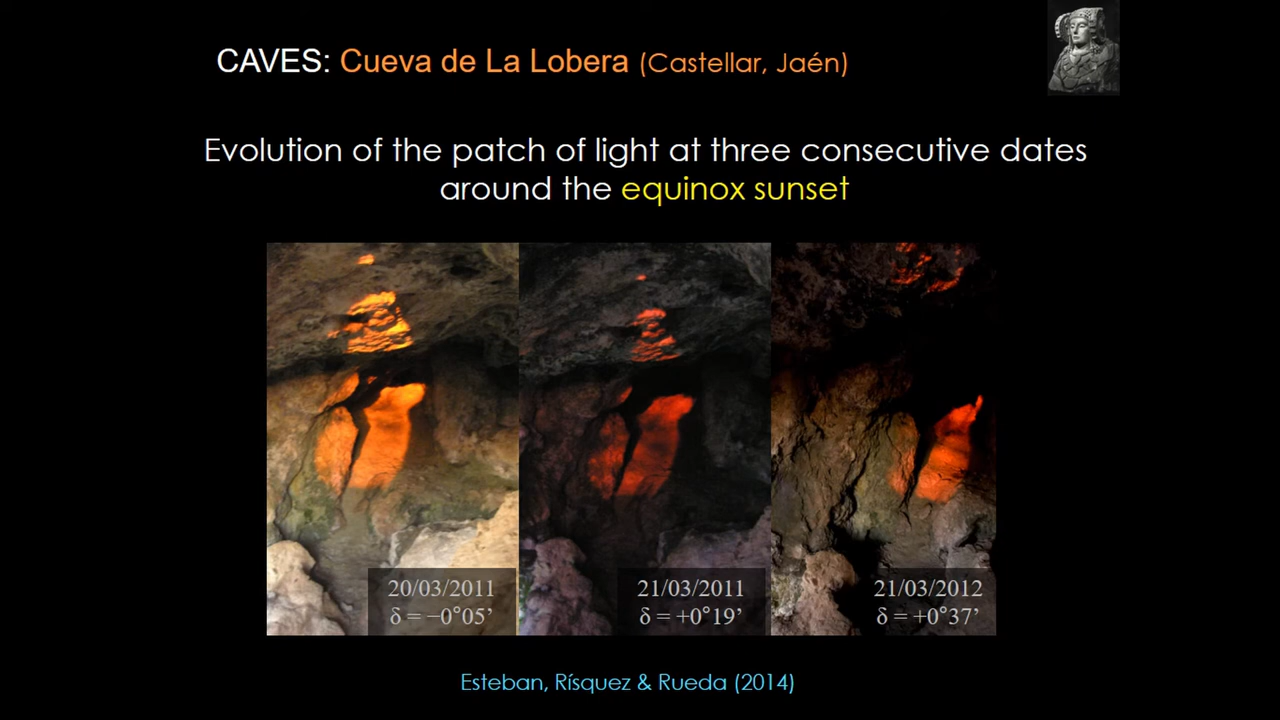 CAVES: Cueva de La Lobera (Castellar, Jaén)
Evolution of the patch of light at three consecutive dates
around the equinox sunset
20/03/2011
δ = −0°05’
21/03/2011
δ = +0°19’
21/03/2012
δ = +0°37’
Esteban, Rísquez & Rueda (2014)